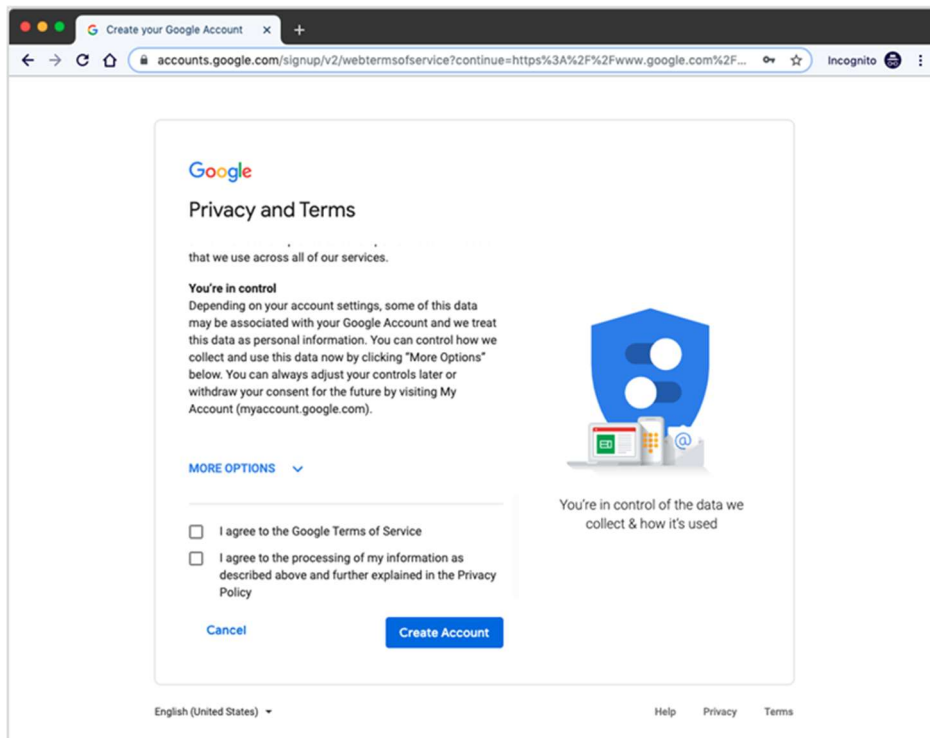 Create your Google Account
accounts.google.com/signup/v2/webtermsofservice?continue=https%3A%2F%2Fwww.google.com%2F...
Incognito
Google
Privacy and Terms
that we use across all of our services.
You're in control
Depending on your account settings, some of this data
may be associated with your Google Account and we treat
this data as personal information. You can control how we
collect and use this data now by clicking "More Options"
below. You can always adjust your controls later or
withdraw your consent for the future by visiting My
Account (myaccount.google.com).
MORE OPTIONS
You're in control of the data we
collect & how it's used
I agree to the Google Terms of Service
I agree to the processing of my information as
described above and further explained in the Privacy
Policy
Cancel
Create Account
English (United States)
Help Privacy Terms